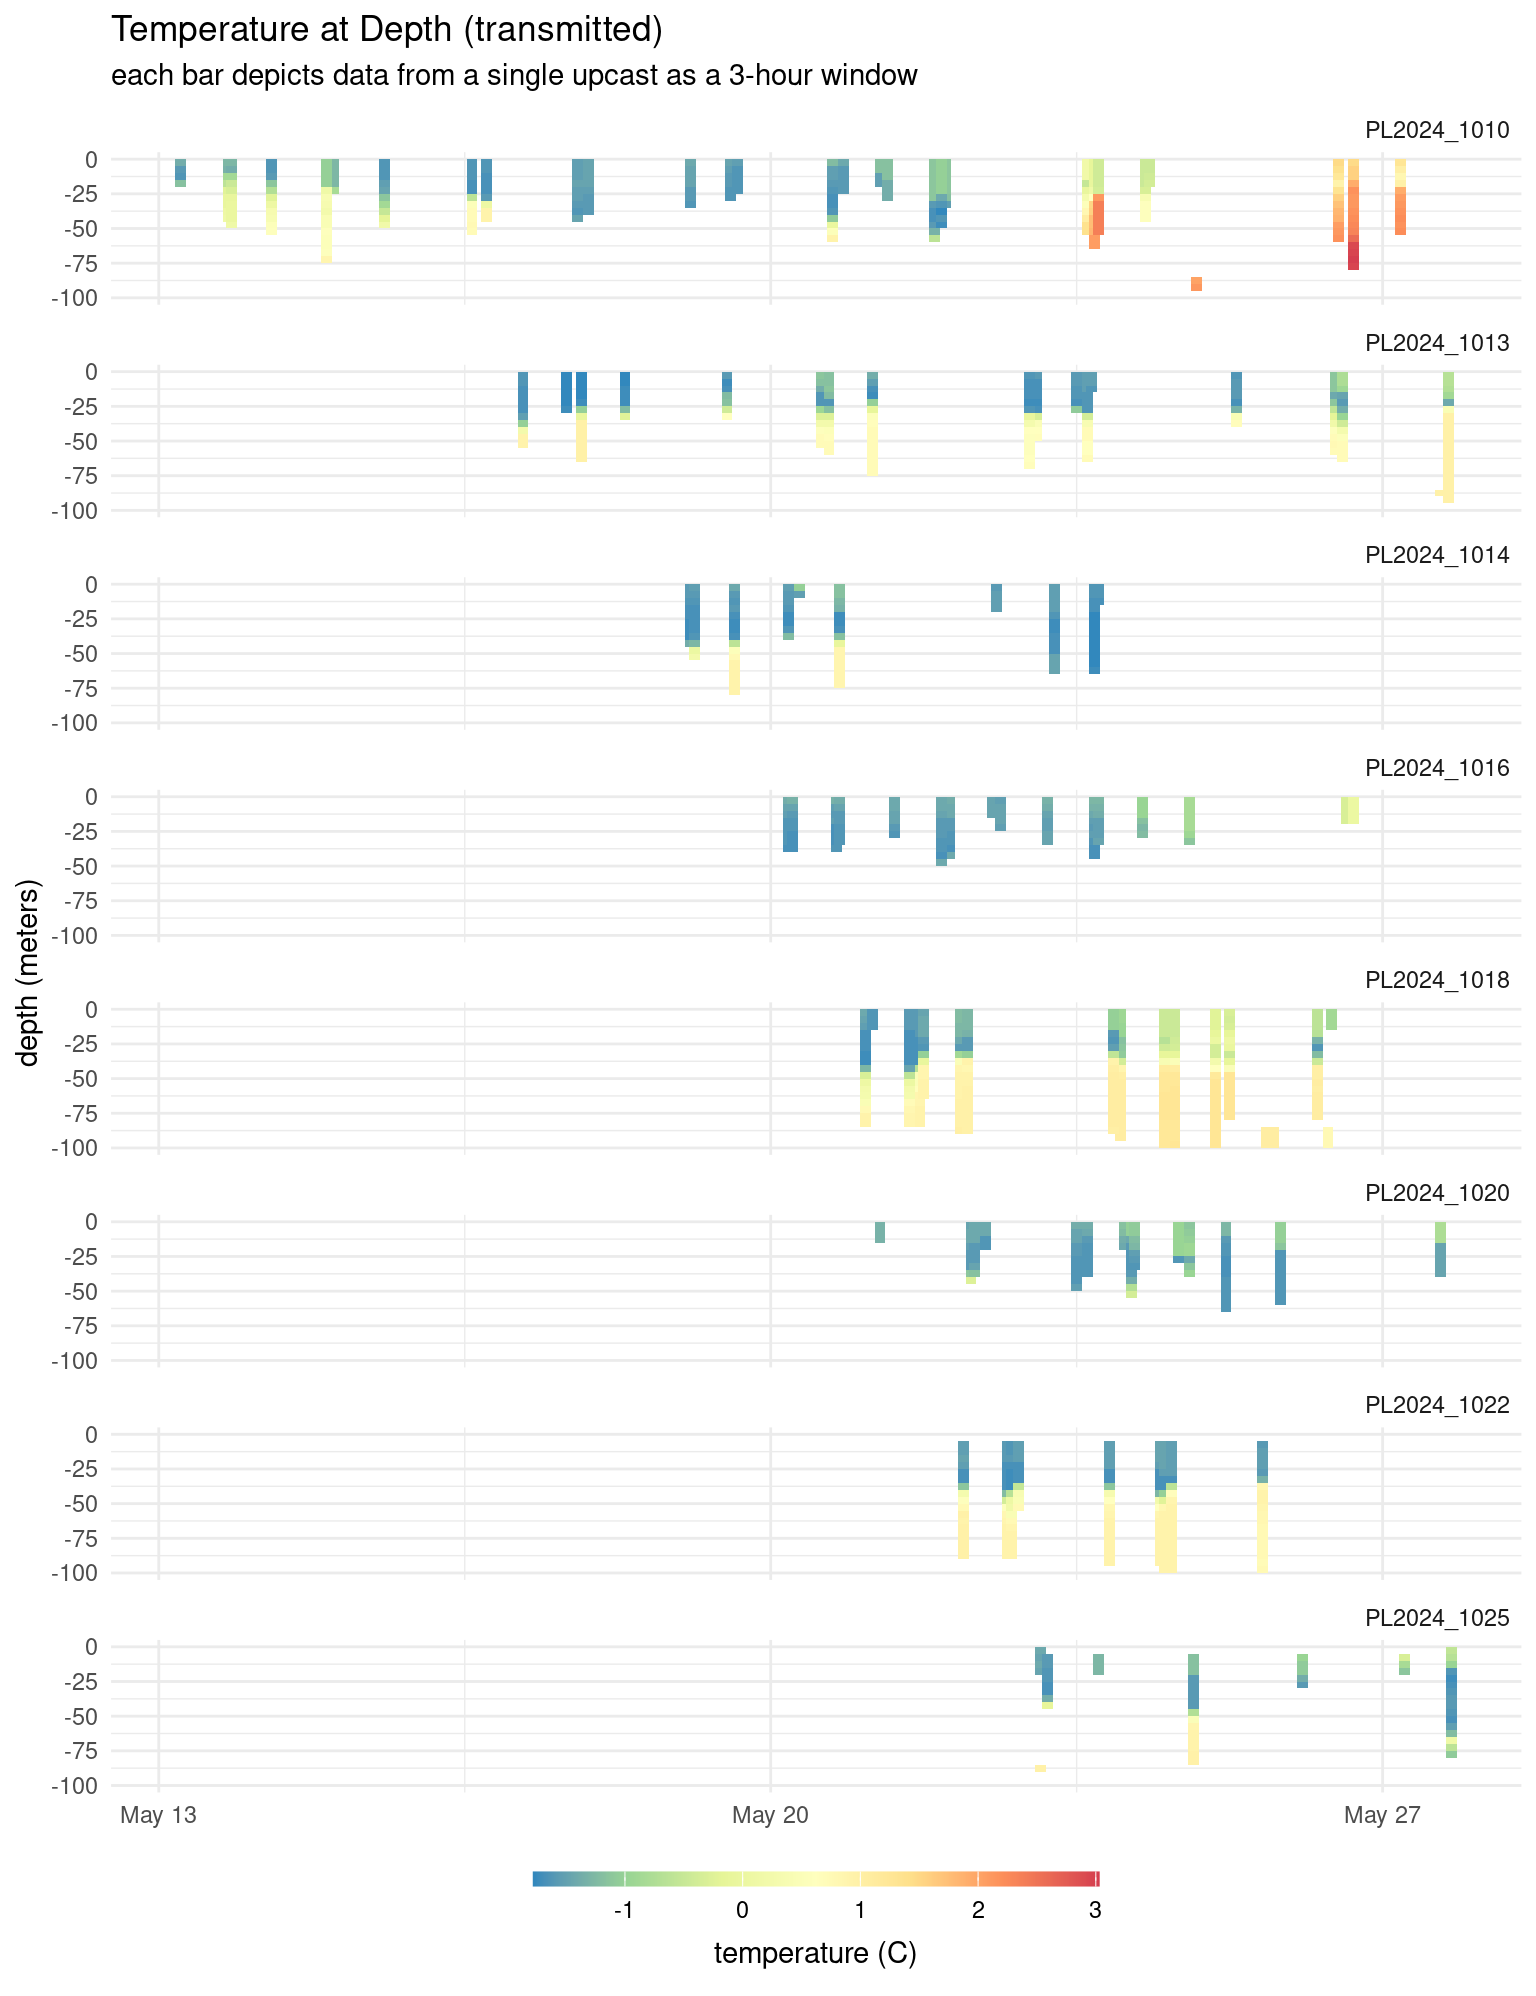 Temperature at Depth (transmitted)
each bar depicts data from a single upcast as a 3-hour window
PL2024_1010
0
-25
-50
-75
-100
PL2024_1013
0
-25
-50
-75
-100
PL2024_1014
0
-25
-50
-75
-100
PL2024_1016
0
-25
-50
-75
-100
PL2024_1018
0
-25
-50
-75
-100
PL2024_1020
0
-25
-50
-75
-100
PL2024_1022
0
-25
-50
-75
-100
PL2024_1025
0
-25
-50
-75
-100
depth (meters)
May 13 May 20 May 27
-1 0 1 2 3
temperature (C)